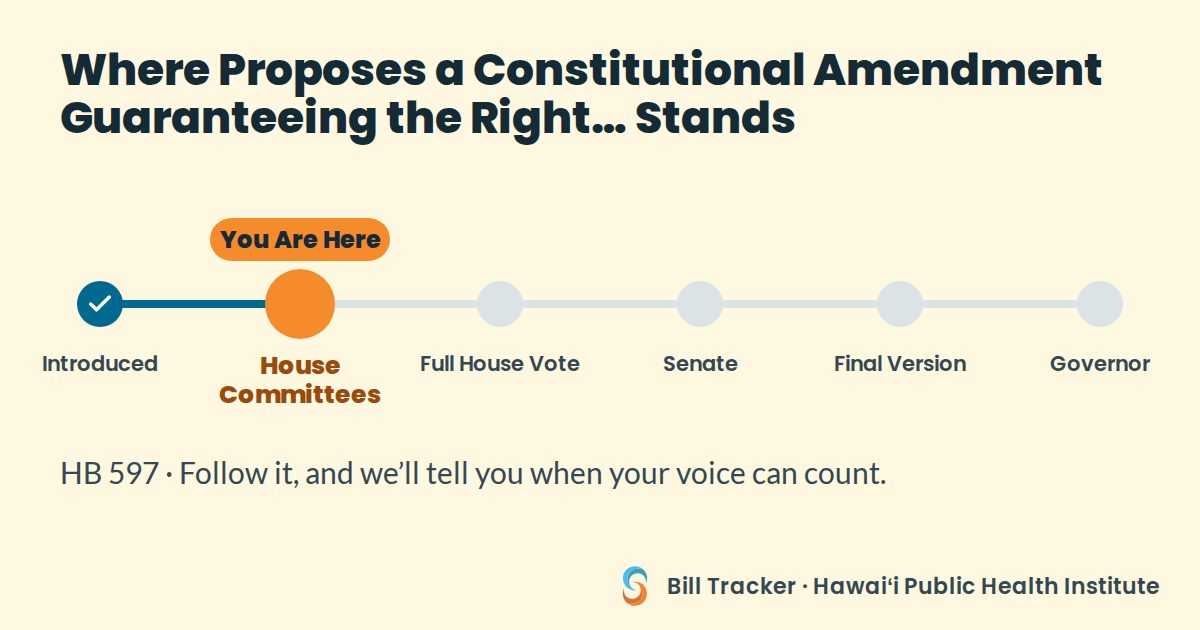 Where Proposes a Constitutional Amendment
Guaranteeing the Right... Stands
You Are Here
Introduced
House
Committees
Full House Vote
Senate
Final Version
Governor
HB 597 · Follow it, and we’ll tell you when your voice can count.
Bill Tracker · Hawaiʻi Public Health Institute